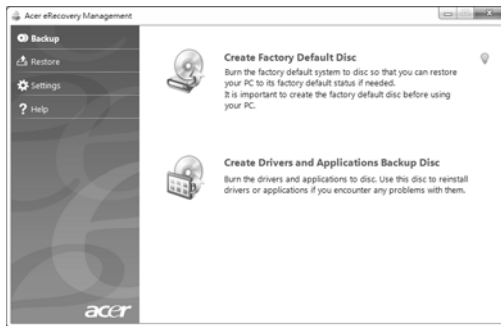 Acer eRecovery Management
Backup
Restore
Settings
Help
Create Factory Default Disc
Burn the factory default system to disc so that you can restore
your PC to its factory default status if needed.
It is important to create the factory default disc before using
your PC.
Create Drivers and Applications Backup Disc
Burn the drivers and applications to disc. Use this disc to reinstall
drivers or applications if you encounter any problems with them.
acer